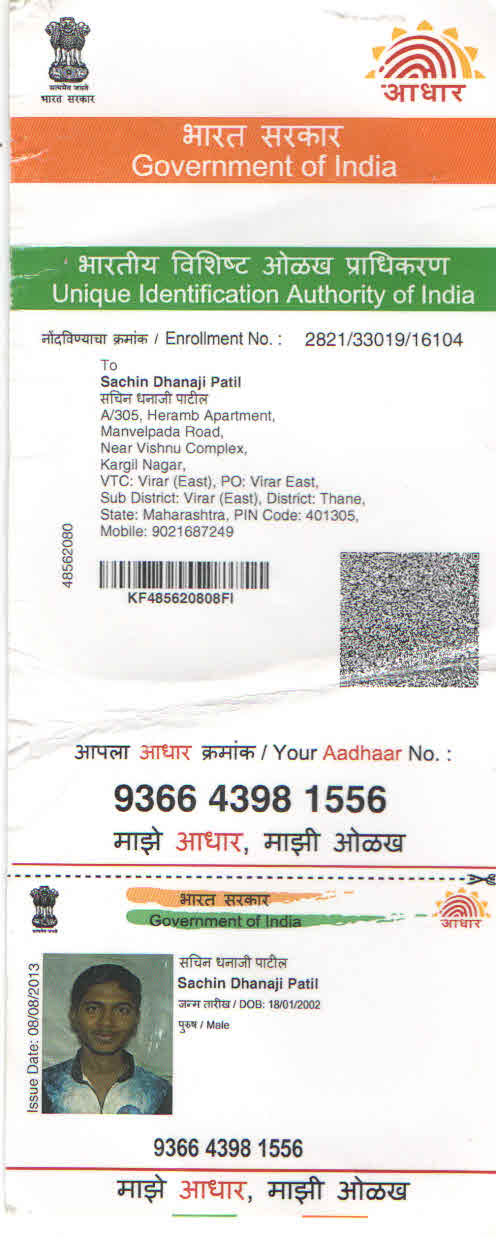 सत्यमेव जयते
भारत सरकार
आधार
भारत सरकार
Government of India
भारतीय विशिष्ट ओळख प्राधिकरण
Unique Identification Authority of India
नोंदविण्याचा क्रमांक / Enrollment No. : 2821/33019/16104
To
Sachin Dhanaji Patil
सचिन धनाजी पाटील
A/305, Heramb Apartment,
Manvelpada Road,
Near Vishnu Complex,
Kargil Nagar,
VTC: Virar (East), PO: Virar East,
Sub District: Virar (East), District: Thane,
State: Maharashtra, PIN Code: 401305,
Mobile: 9021687249
48562080
KF485620808FI
आपला आधार क्रमांक / Your Aadhaar No. :
9366 4398 1556
माझे आधार, माझी ओळख
भारत सरकार
Government of India
आधार
Issue Date: 08/08/2013
सचिन धनाजी पाटील
Sachin Dhanaji Patil
जन्म तारीख / DOB: 18/01/2002
पुरुष / Male
9366 4398 1556
माझे आधार, माझी ओळख